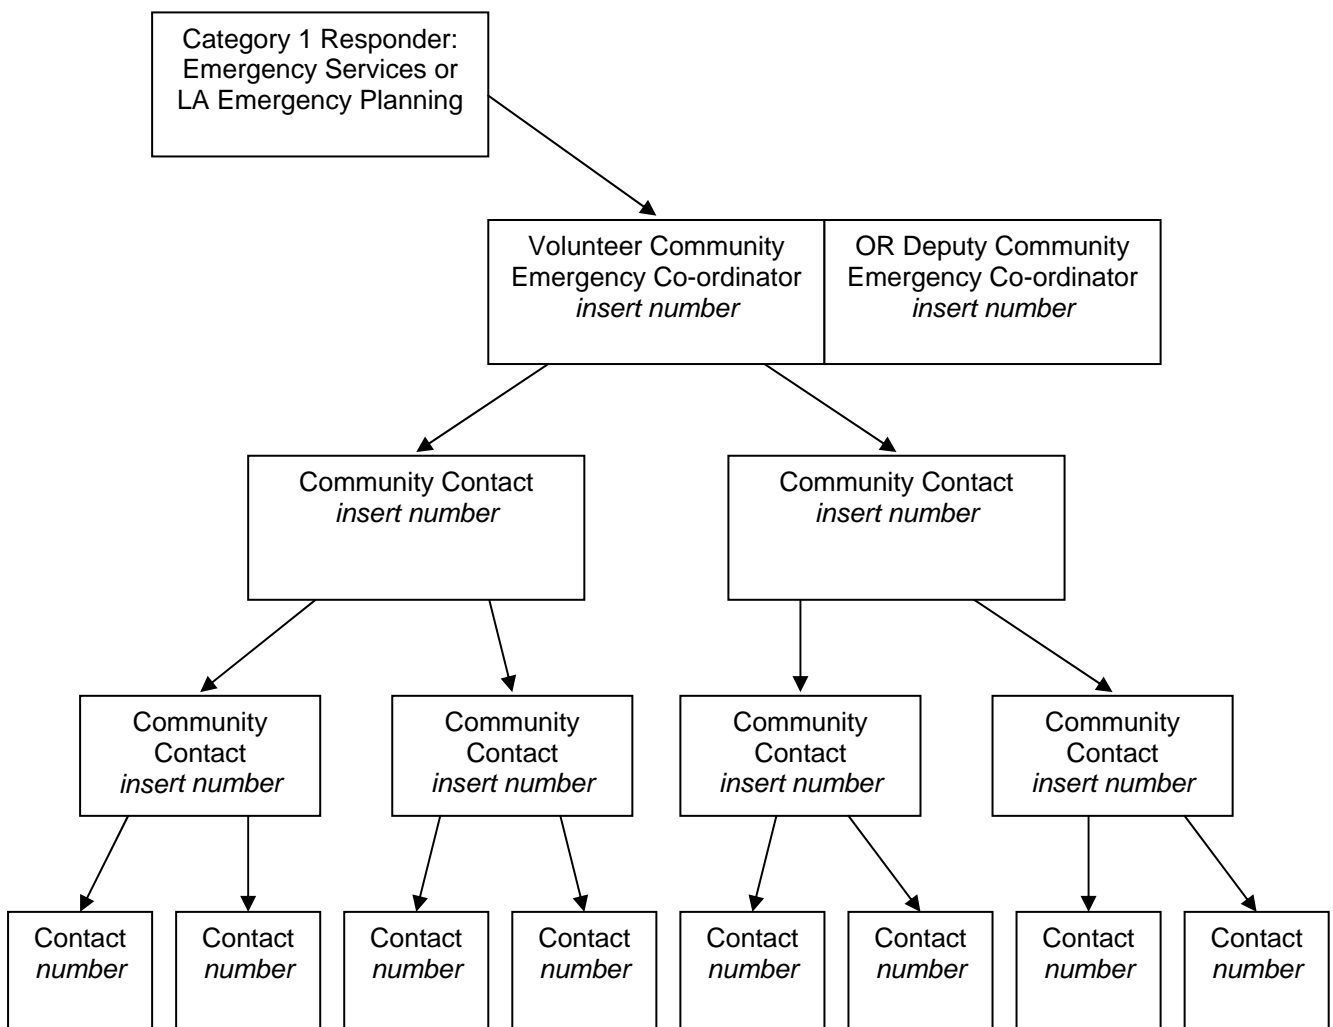 Category 1 Responder:
Emergency Services or
LA Emergency Planning
Volunteer Community
Emergency Co-ordinator
insert number
OR Deputy Community
Emergency Co-ordinator
insert number
Community Contact
insert number
Community Contact
insert number
Community
Contact
insert number
Community
Contact
insert number
Community
Contact
insert number
Community
Contact
insert number
Contact
number
Contact
number
Contact
number
Contact
number
Contact
number
Contact
number
Contact
number
Contact
number